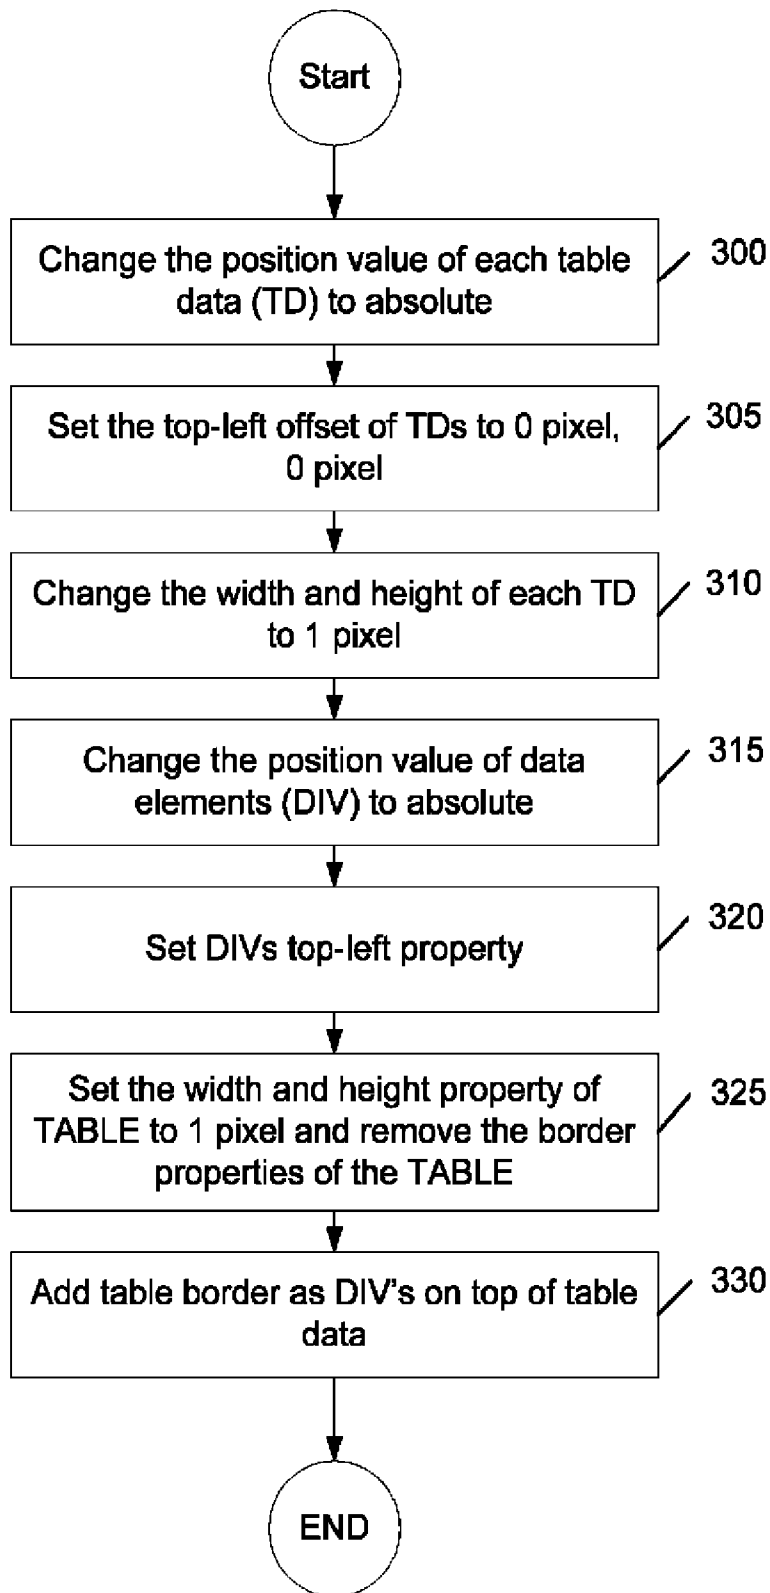 Start
Change the position value of each table
data (TD) to absolute
300
Set the top-left offset of TDs to 0 pixel,
0 pixel
305
Change the width and height of each TD
to 1 pixel
310
Change the position value of data
elements (DIV) to absolute
315
Set DIVs top-left property
320
Set the width and height property of
TABLE to 1 pixel and remove the border
properties of the TABLE
325
Add table border as DIV's on top of table
data
330
END